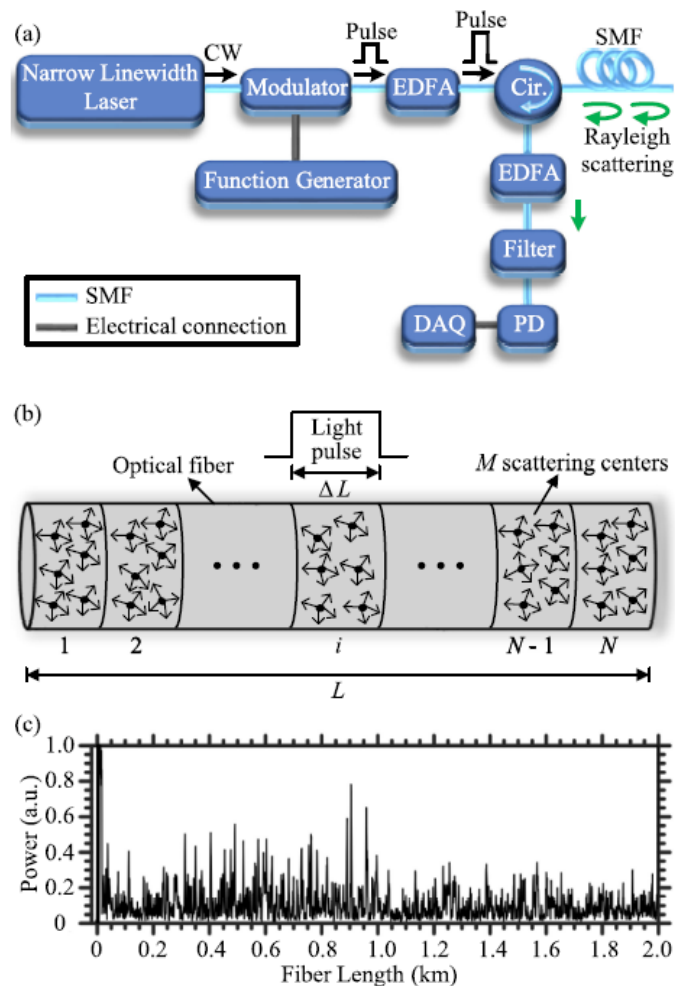 (a)
CW
Pulse
Pulse
SMF
Narrow Linewidth
Laser
Modulator
EDFA
Cir.
Rayleigh
scattering
Function Generator
EDFA
Filter
SMF
Electrical connection
DAQ
PD
(b)
Light
pulse
Optical fiber
M scattering centers
ΔL
1
2
i
N - 1
N
L
(c)
Power (a.u.)
1.0
0.8
0.6
0.4
0.2
0
0
0.2
0.4
0.6
0.8
1.0
1.2
1.4
1.6
1.8
2.0
Fiber Length (km)